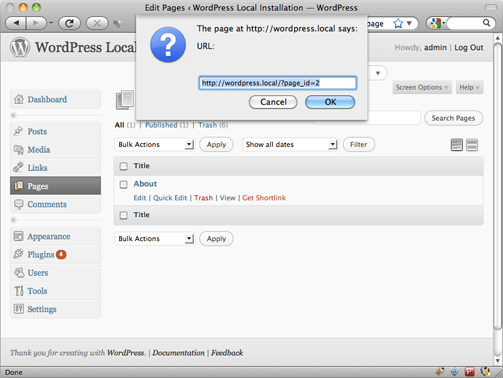 Edit Pages ‹ WordPress Local Installation — WordPress
page
The page at http://wordpress.local says:
URL:
http://wordpress.local/?page_id=2
Cancel
OK
WordPress Local
Howdy, admin | Log Out
Screen Options
Help
Dashboard
Posts
Media
Links
Pages
Comments
Appearance
Plugins 4
Users
Tools
Settings
All (1) | Published (1) | Trash (6)
Search Pages
Bulk Actions
Apply
Show all dates
Filter
Title
About
Edit | Quick Edit | Trash | View | Get Shortlink
Title
Bulk Actions
Apply
Thank you for creating with WordPress. | Documentation | Feedback
Done